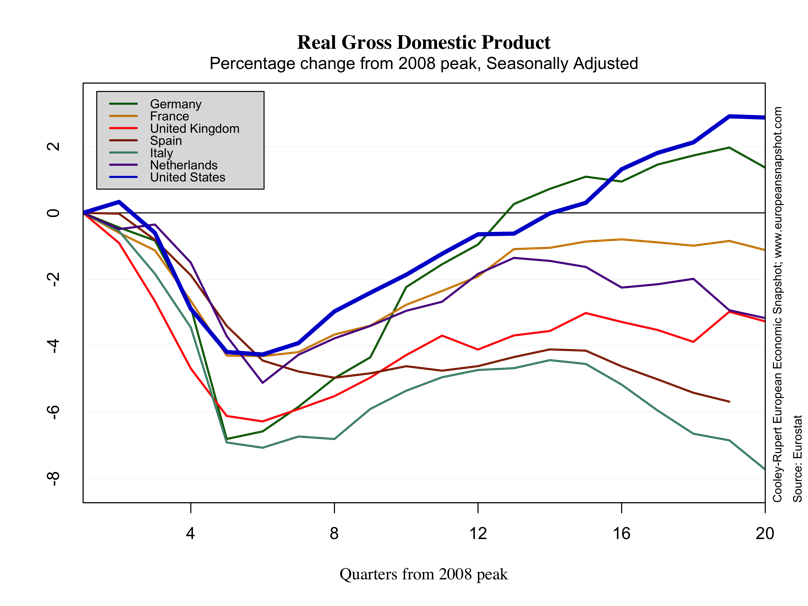 Real Gross Domestic Product
Percentage change from 2008 peak, Seasonally Adjusted
Germany
France
United Kingdom
Spain
Italy
Netherlands
United States
2
0
-2
-4
-6
-8
4
8
12
16
20
Quarters from 2008 peak
Cooley-Rupert European Economic Snapshot; www.europeansnapshot.com
Source: Eurostat